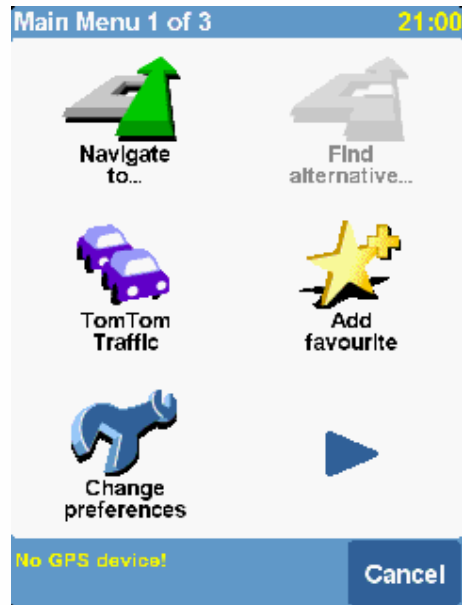 Main Menu 1 of 3 21:00
Navigate
to...
Find
alternative...
TomTom
Traffic
Add
favourite
Change
preferences
No GPS device!
Cancel